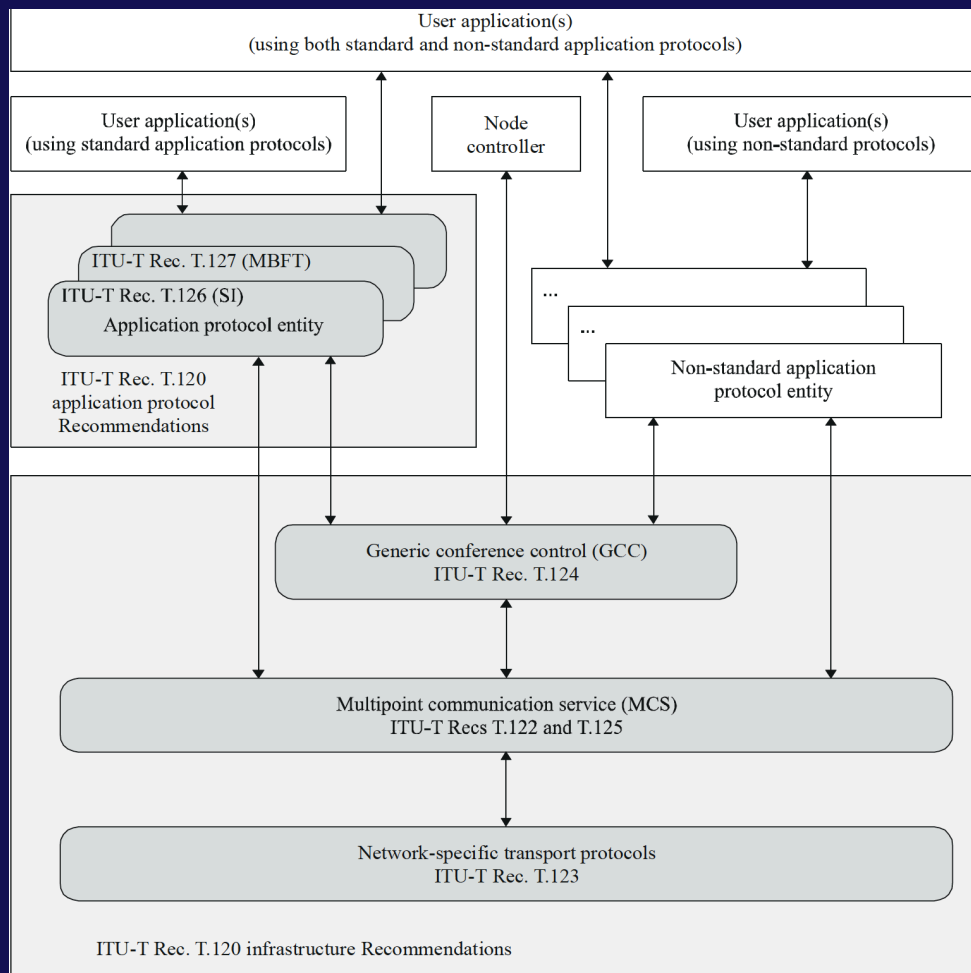 User application(s)
(using both standard and non-standard application protocols)
User application(s)
(using standard application protocols)
Node
controller
User application(s)
(using non-standard protocols)
ITU-T Rec. T.127 (MBFT)
ITU-T Rec. T.126 (SI)
Application protocol entity
ITU-T Rec. T.120
application protocol
Recommendations
...
...
Non-standard application
protocol entity
Generic conference control (GCC)
ITU-T Rec. T.124
Multipoint communication service (MCS)
ITU-T Recs T.122 and T.125
Network-specific transport protocols
ITU-T Rec. T.123
ITU-T Rec. T.120 infrastructure Recommendations